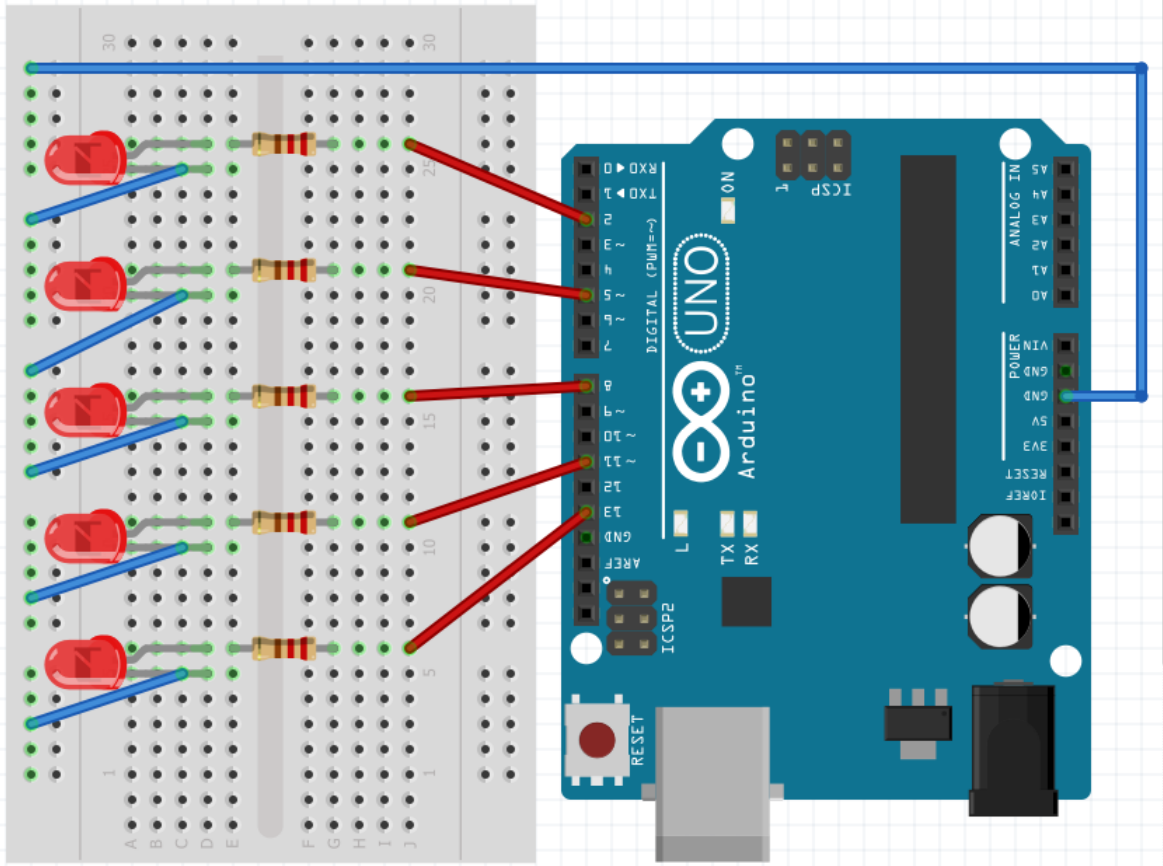 30
30
25
20
15
10
5
1
1
A B C D E F G H I J
RX◀0
TX▶1
2
3~
4
5~
6~
7
8
9~
10~
11~
12
13
GND
AREF
DIGITAL (PWM=~)
ON
1
ICSP
UNO
Arduino™
L
TX
RX
ICSP2
RESET
ANALOG IN
A5
A4
A3
A2
A1
A0
POWER
VIN
GND
GND
5V
3V3
RESET
IOREF